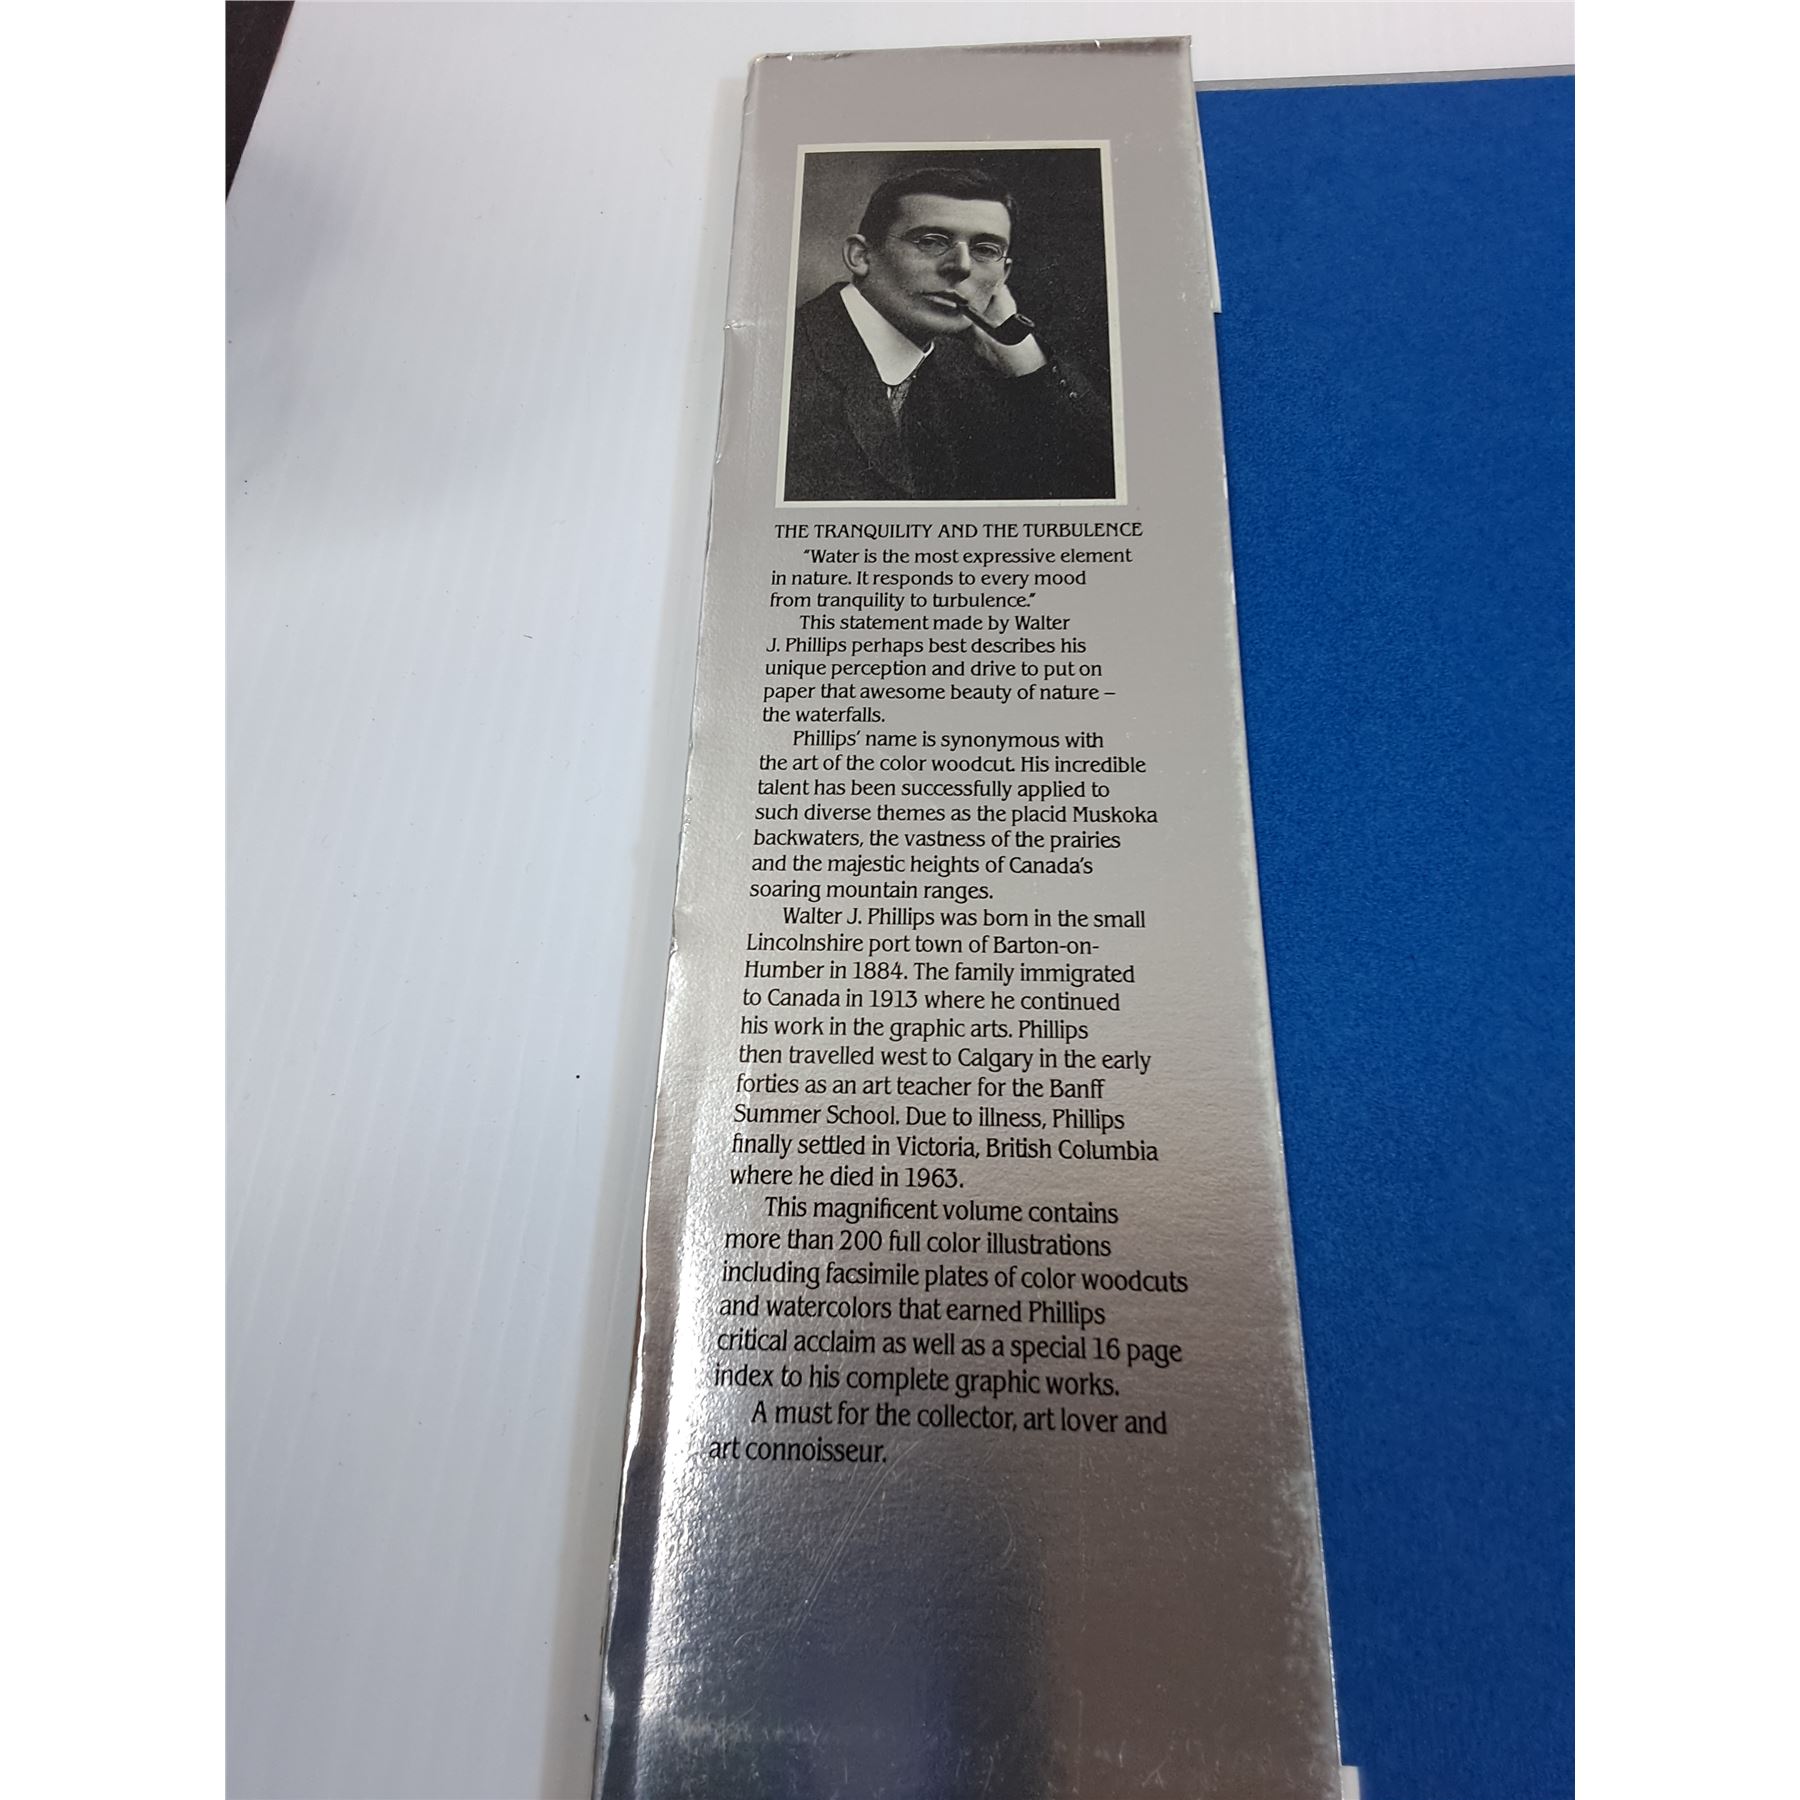 THE TRANQUILITY AND THE TURBULENCE
"Water is the most expressive element
in nature. It responds to every mood
from tranquility to turbulence."
This statement made by Walter
J. Phillips perhaps best describes his
unique perception and drive to put on
paper that awesome beauty of nature –
the waterfalls.
Phillips' name is synonymous with
the art of the color woodcut. His incredible
talent has been successfully applied to
such diverse themes as the placid Muskoka
backwaters, the vastness of the prairies
and the majestic heights of Canada's
soaring mountain ranges.
Walter J. Phillips was born in the small
Lincolnshire port town of Barton-on-
Humber in 1884. The family immigrated
to Canada in 1913 where he continued
his work in the graphic arts. Phillips
then travelled west to Calgary in the early
forties as an art teacher for the Banff
Summer School. Due to illness, Phillips
finally settled in Victoria, British Columbia
where he died in 1963.
This magnificent volume contains
more than 200 full color illustrations
including facsimile plates of color woodcuts
and watercolors that earned Phillips
critical acclaim as well as a special 16 page
index to his complete graphic works.
A must for the collector, art lover and
art connoisseur.